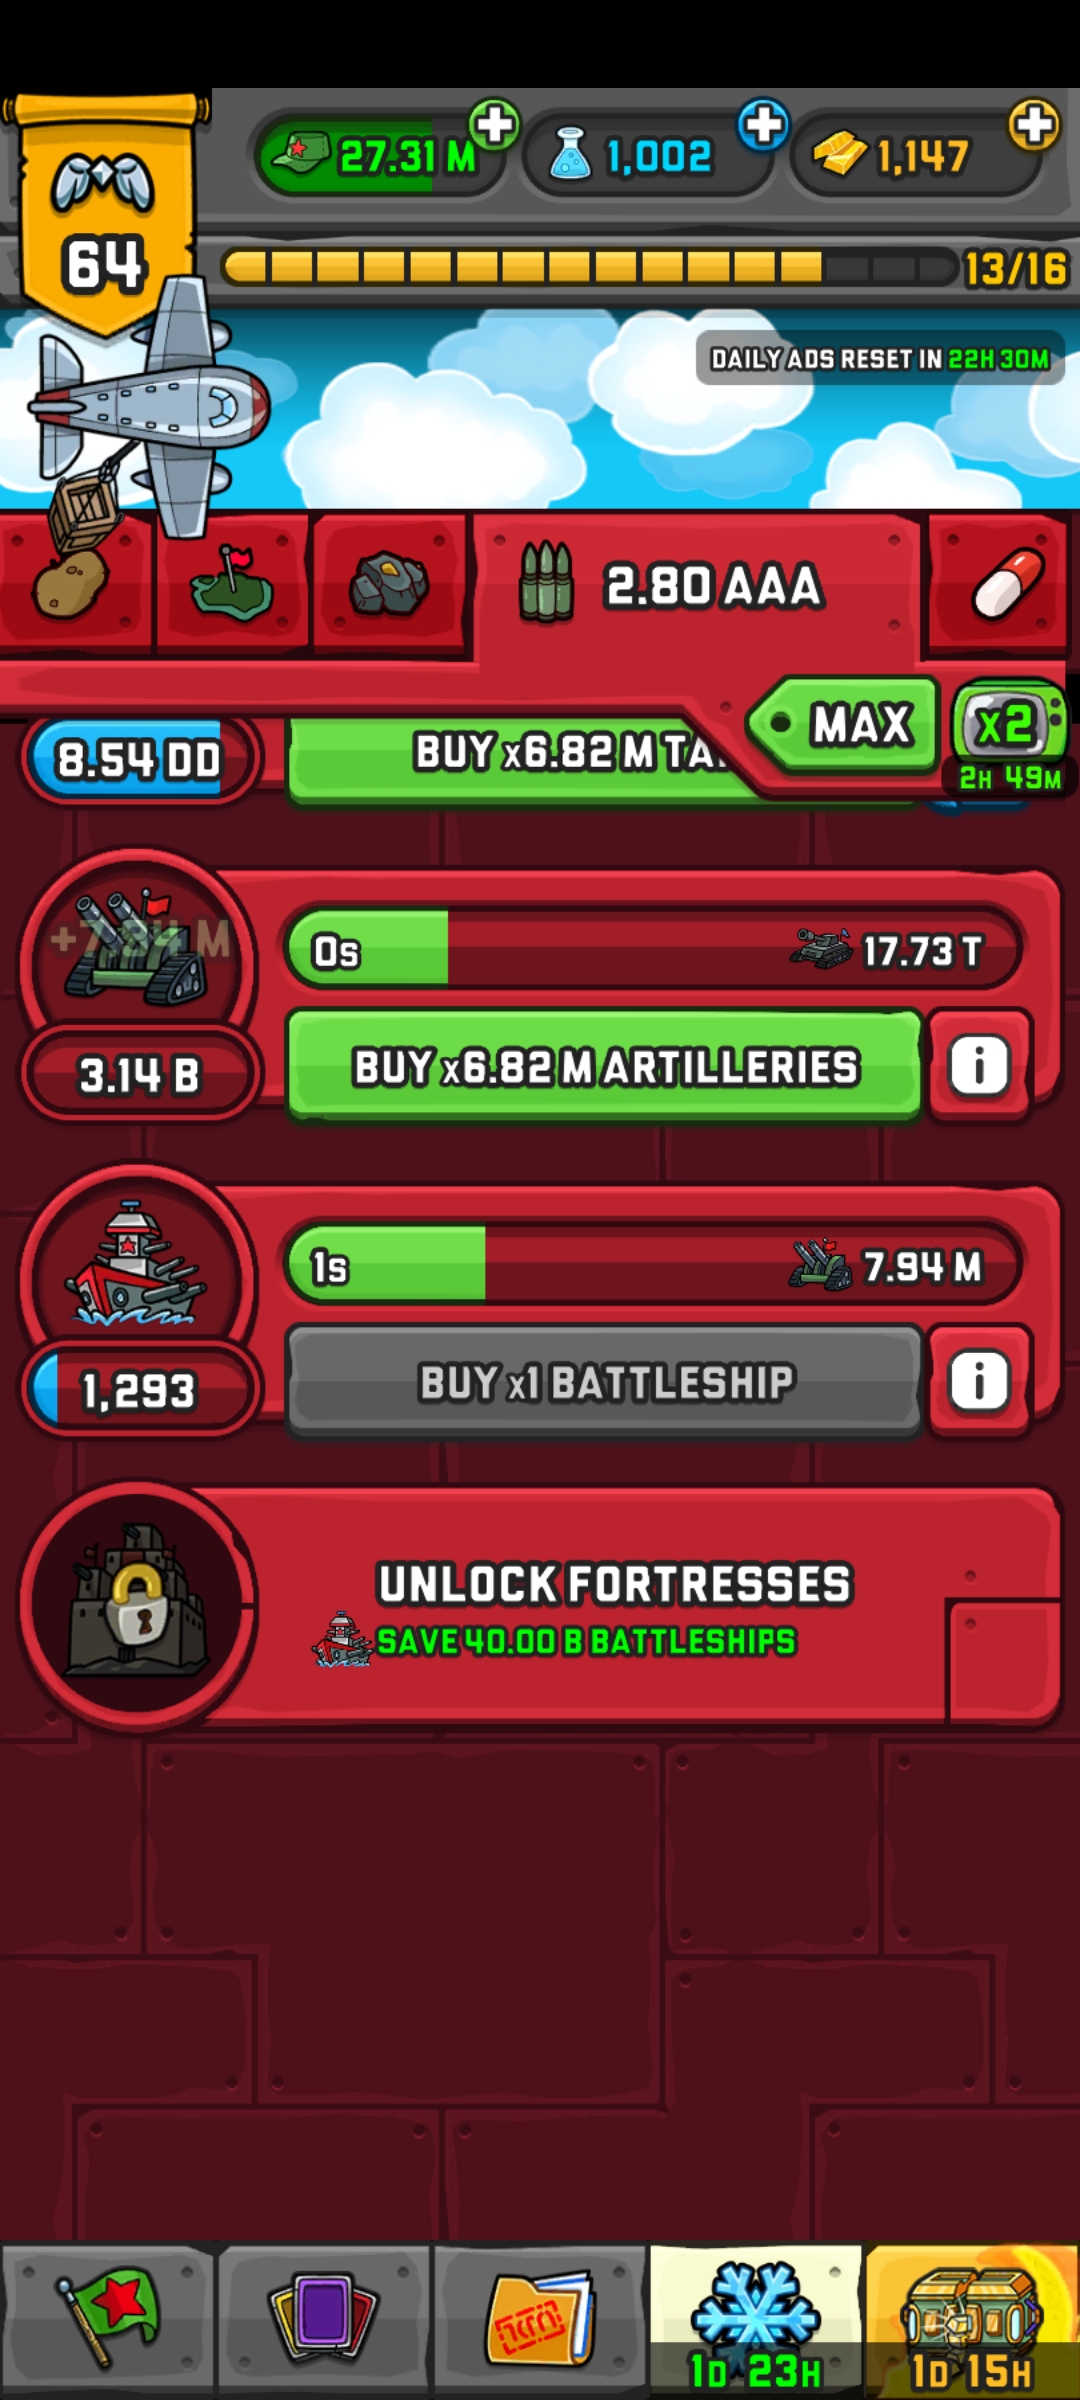 27.31 M
1,002
1,147
64
13/16
DAILY ADS RESET IN 22H 30M
2.80 AAA
MAX
X2
2H 49M
8.54 DD
BUY x6.82 M TA
0s
17.73 T
3.14 B
BUY x6.82 M ARTILLERIES
i
1s
7.94 M
1,293
BUY x1 BATTLESHIP
i
UNLOCK FORTRESSES
SAVE 40.00 B BATTLESHIPS
1D 23H
1D 15H